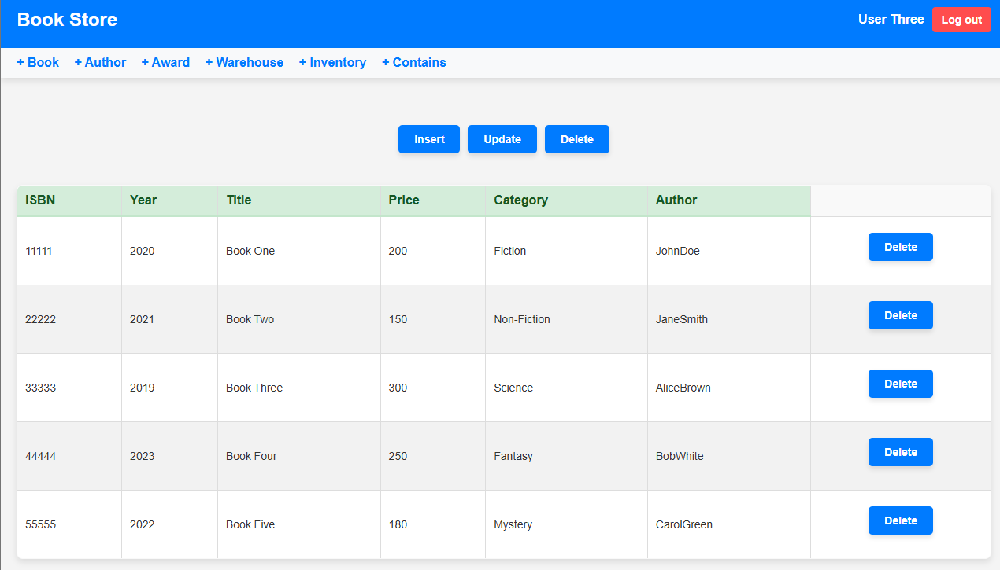 Book Store User Three Log out
+ Book + Author + Award + Warehouse + Inventory + Contains
Insert Update Delete
ISBN Year Title Price Category Author
11111 2020 Book One 200 Fiction JohnDoe Delete
22222 2021 Book Two 150 Non-Fiction JaneSmith Delete
33333 2019 Book Three 300 Science AliceBrown Delete
44444 2023 Book Four 250 Fantasy BobWhite Delete
55555 2022 Book Five 180 Mystery CarolGreen Delete